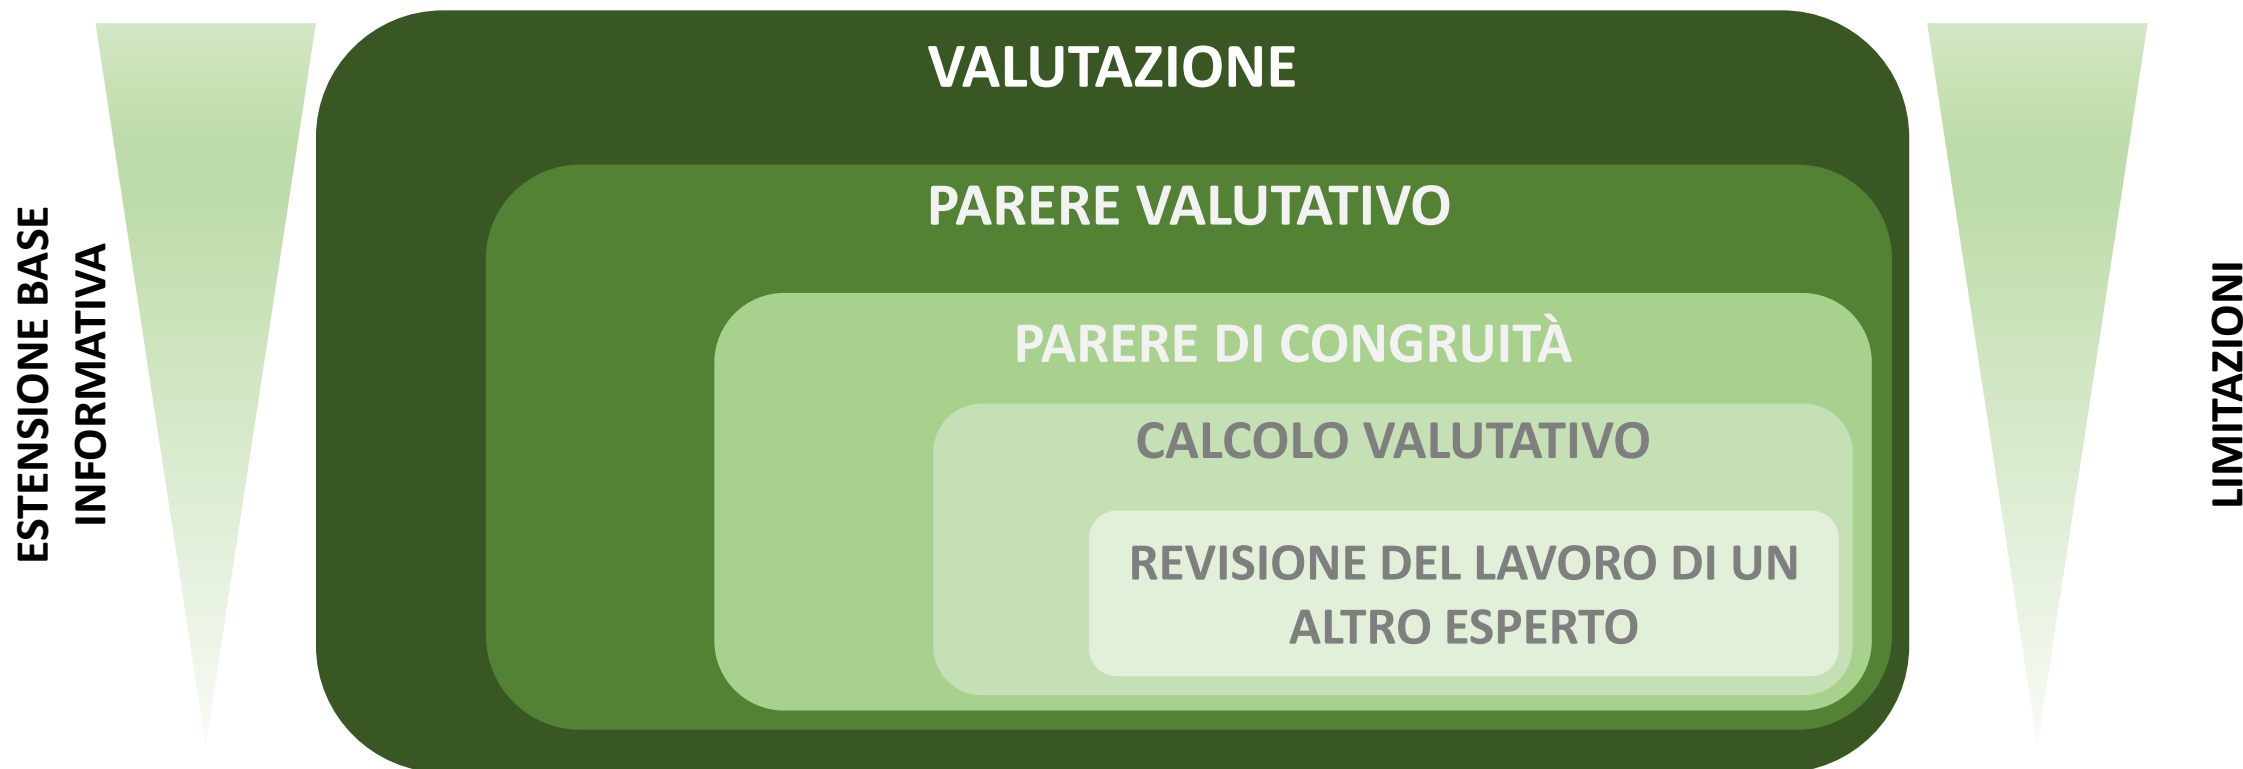 VALUTAZIONE
PARERE VALUTATIVO
PARERE DI CONGRUITÀ
CALCOLO VALUTATIVO
REVISIONE DEL LAVORO DI UN
ALTRO ESPERTO
ESTENSIONE BASE
INFORMATIVA
LIMITAZIONI